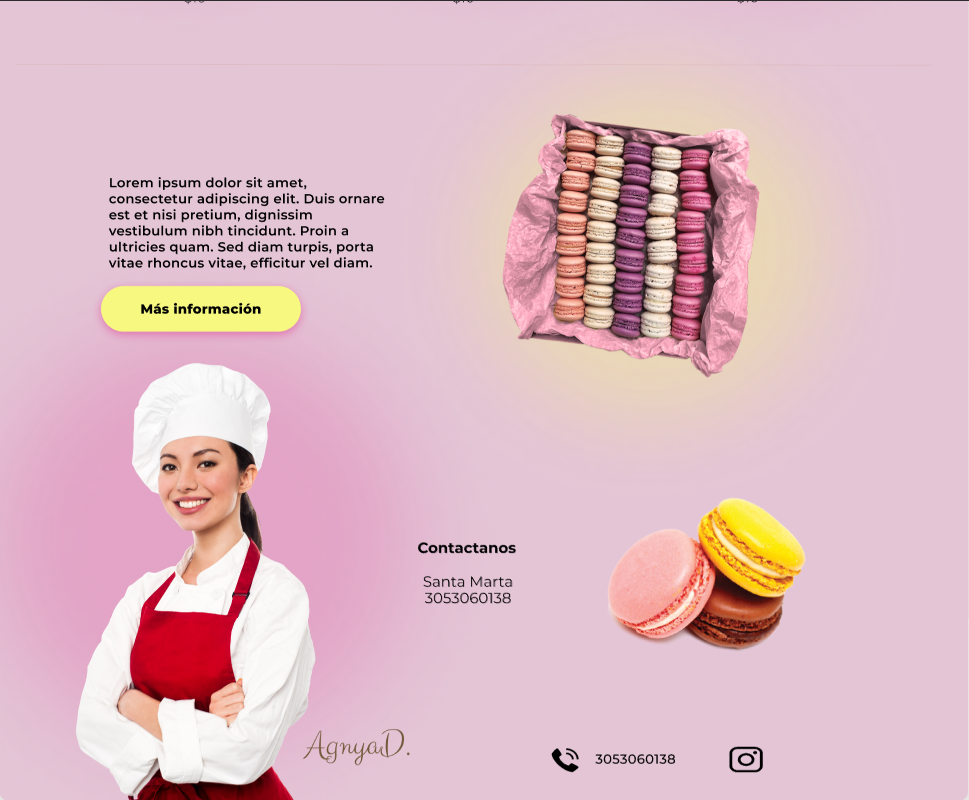 Lorem ipsum dolor sit amet,
consectetur adipiscing elit. Duis ornare
est et nisi pretium, dignissim
vestibulum nibh tincidunt. Proin a
ultricies quam. Sed diam turpis, porta
vitae rhoncus vitae, efficitur vel diam.
Más información
Contactanos
Santa Marta
3053060138
AgnyaD.
3053060138